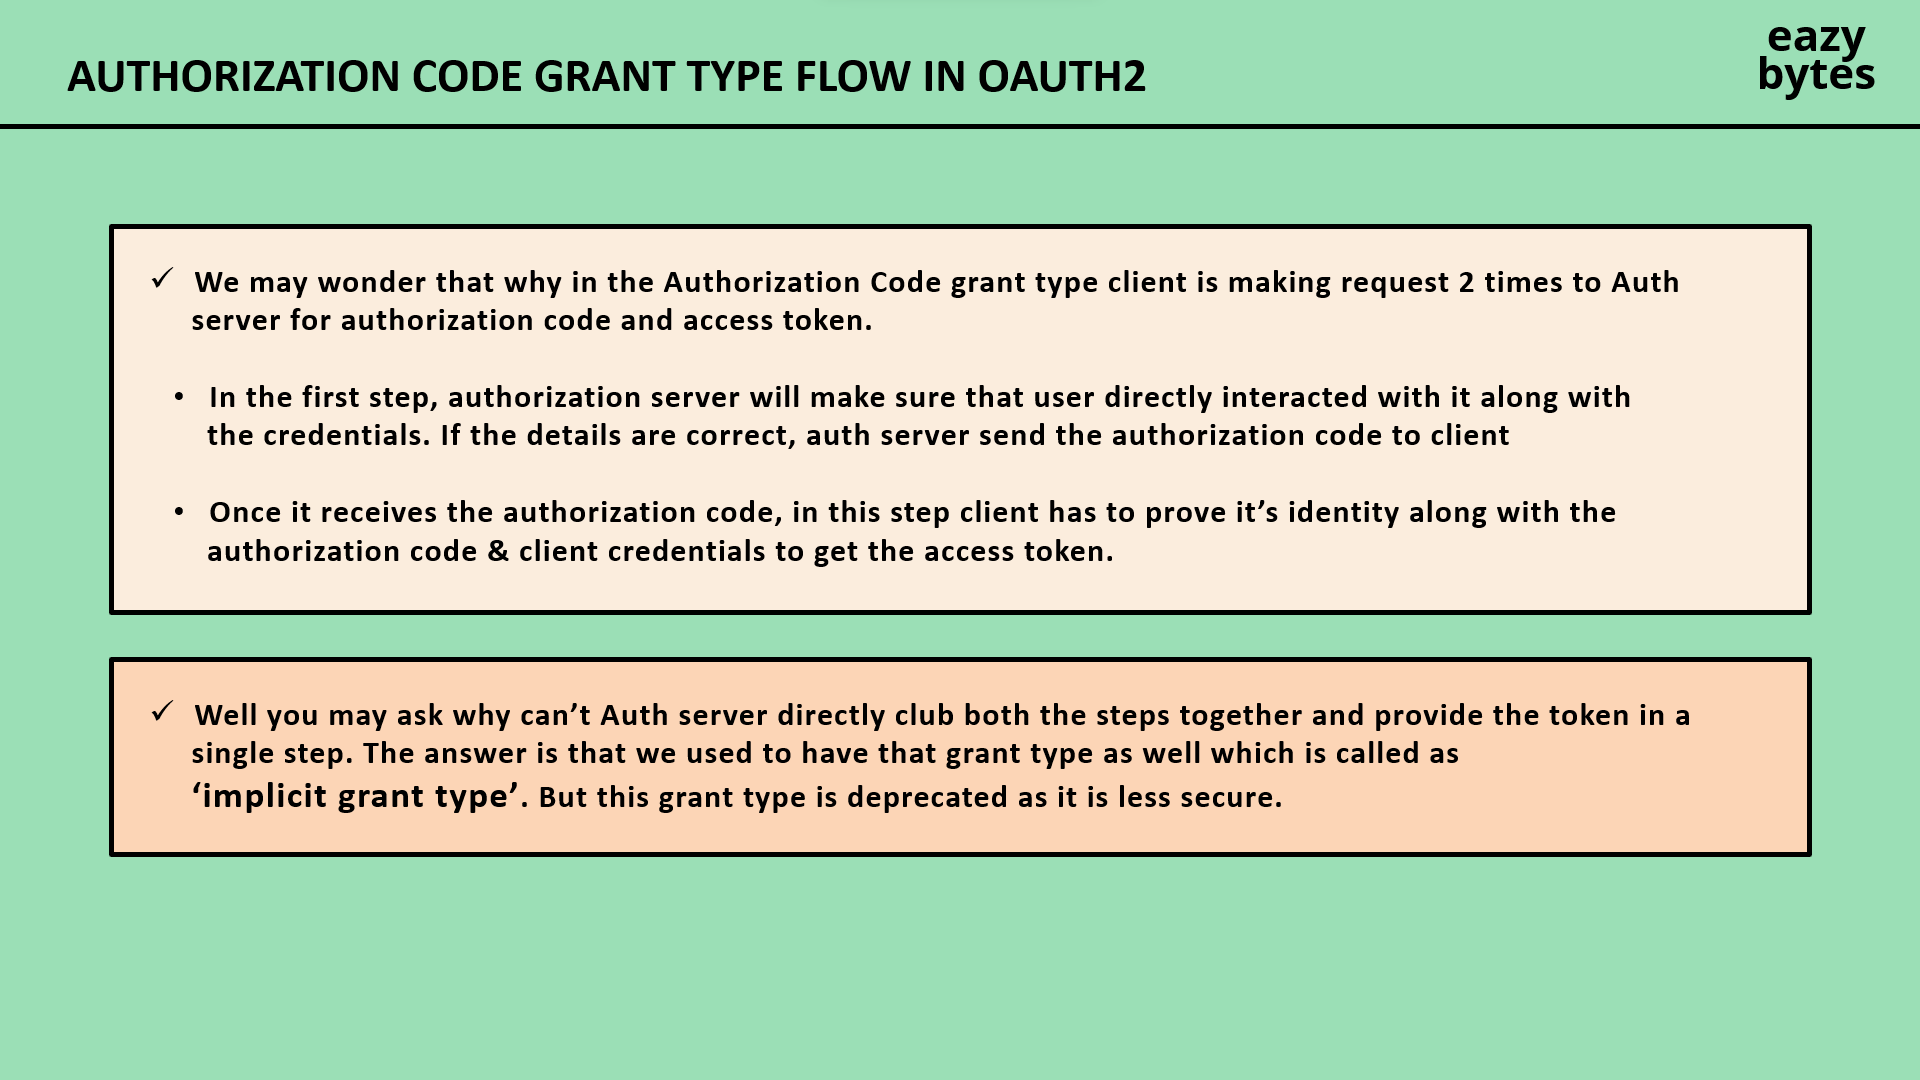 AUTHORIZATION CODE GRANT TYPE FLOW IN OAUTH2
eazy
bytes
✓ We may wonder that why in the Authorization Code grant type client is making request 2 times to Auth
server for authorization code and access token.
• In the first step, authorization server will make sure that user directly interacted with it along with
the credentials. If the details are correct, auth server send the authorization code to client
• Once it receives the authorization code, in this step client has to prove it’s identity along with the
authorization code & client credentials to get the access token.
✓ Well you may ask why can’t Auth server directly club both the steps together and provide the token in a
single step. The answer is that we used to have that grant type as well which is called as
‘implicit grant type’. But this grant type is deprecated as it is less secure.